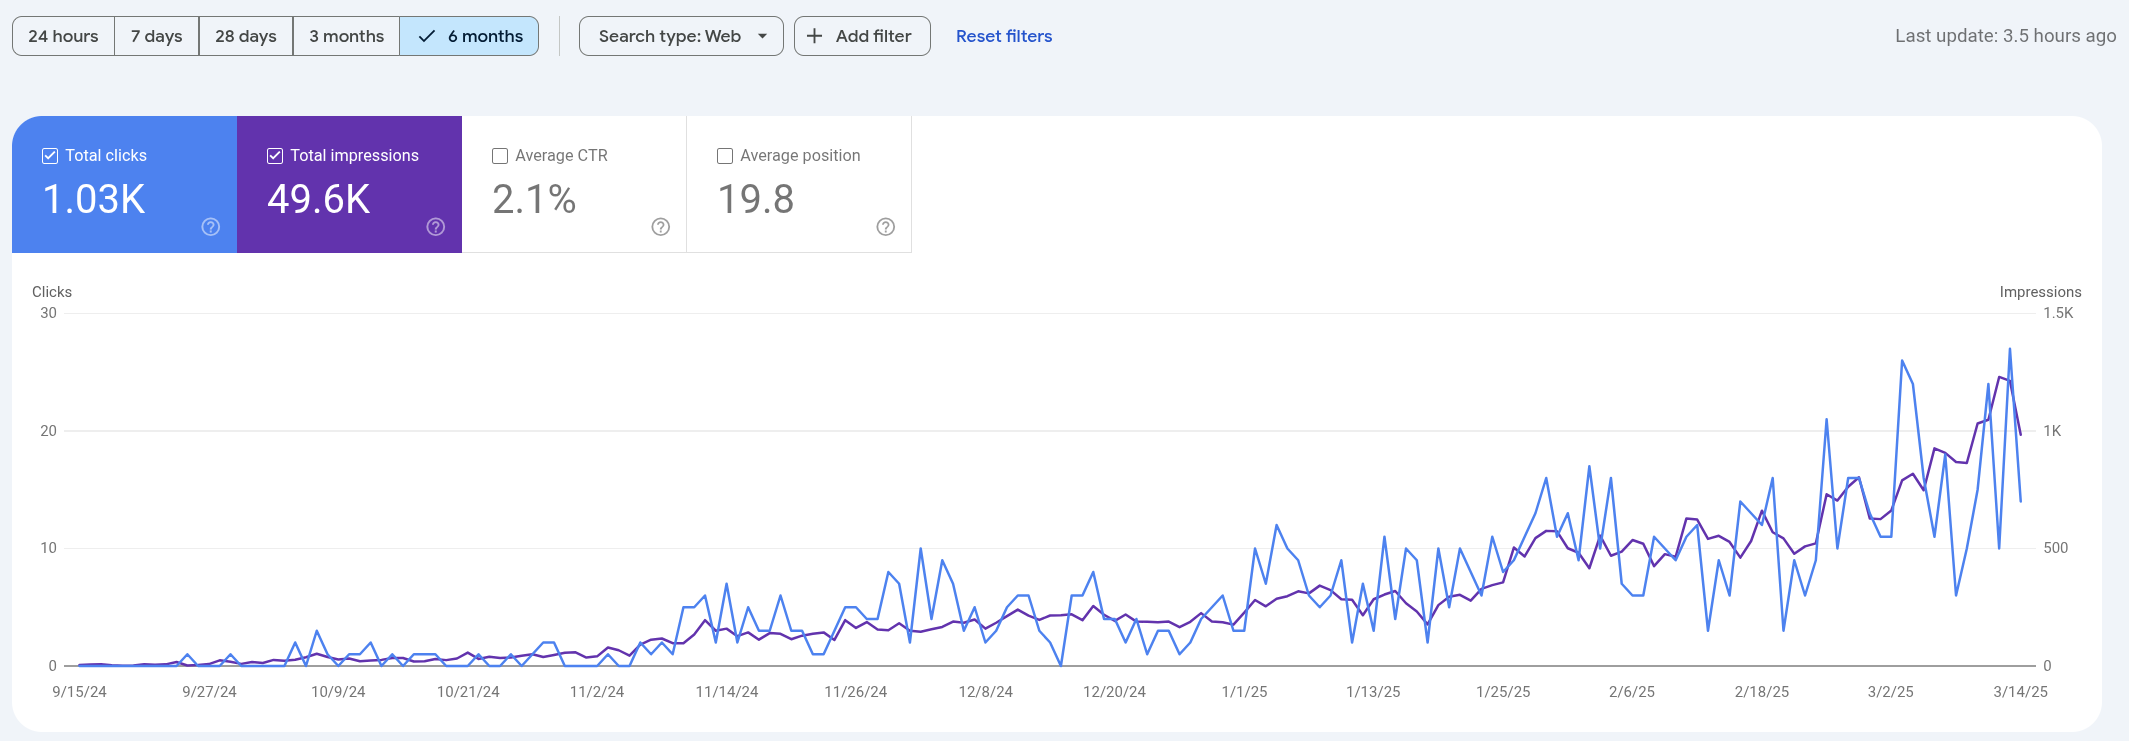 24 hours 7 days 28 days 3 months 6 months Search type: Web Add filter Reset filters Last update: 3.5 hours ago
Total clicks Total impressions Average CTR Average position
1.03K 49.6K 2.1% 19.8
Clicks Impressions
30 1.5K
20 1K
10 500
0 0
9/15/24 9/27/24 10/9/24 10/21/24 11/2/24 11/14/24 11/26/24 12/8/24 12/20/24 1/1/25 1/13/25 1/25/25 2/6/25 2/18/25 3/2/25 3/14/25